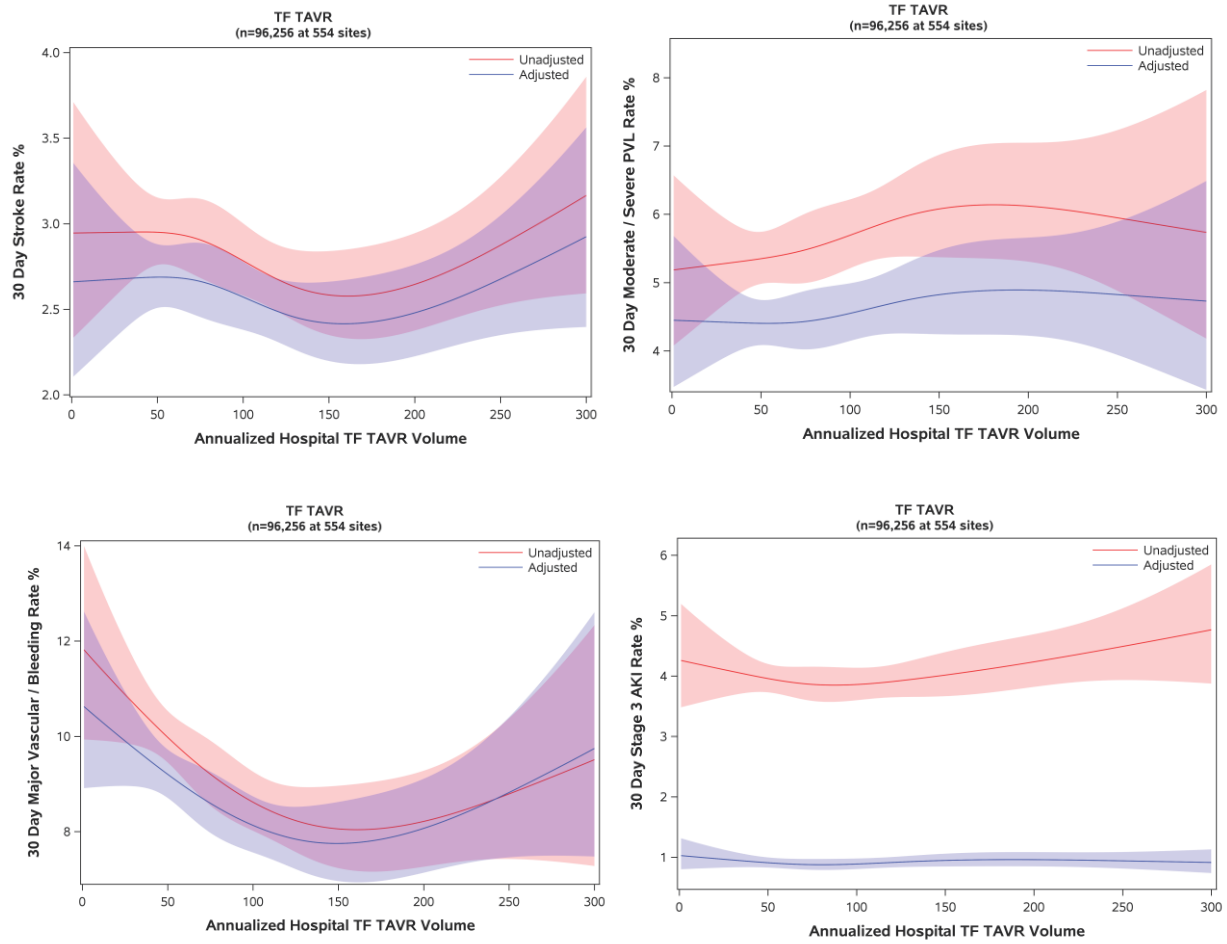 TF TAVR
(n=96,256 at 554 sites)
Unadjusted
Adjusted
4.0
3.5
3.0
2.5
2.0
30 Day Stroke Rate %
0 50 100 150 200 250 300
Annualized Hospital TF TAVR Volume
TF TAVR
(n=96,256 at 554 sites)
Unadjusted
Adjusted
8
7
6
5
4
30 Day Moderate / Severe PVL Rate %
0 50 100 150 200 250 300
Annualized Hospital TF TAVR Volume
TF TAVR
(n=96,256 at 554 sites)
Unadjusted
Adjusted
14
12
10
8
30 Day Major Vascular / Bleeding Rate %
0 50 100 150 200 250 300
Annualized Hospital TF TAVR Volume
TF TAVR
(n=96,256 at 554 sites)
Unadjusted
Adjusted
6
5
4
3
2
1
30 Day Stage 3 AKI Rate %
0 50 100 150 200 250 300
Annualized Hospital TF TAVR Volume